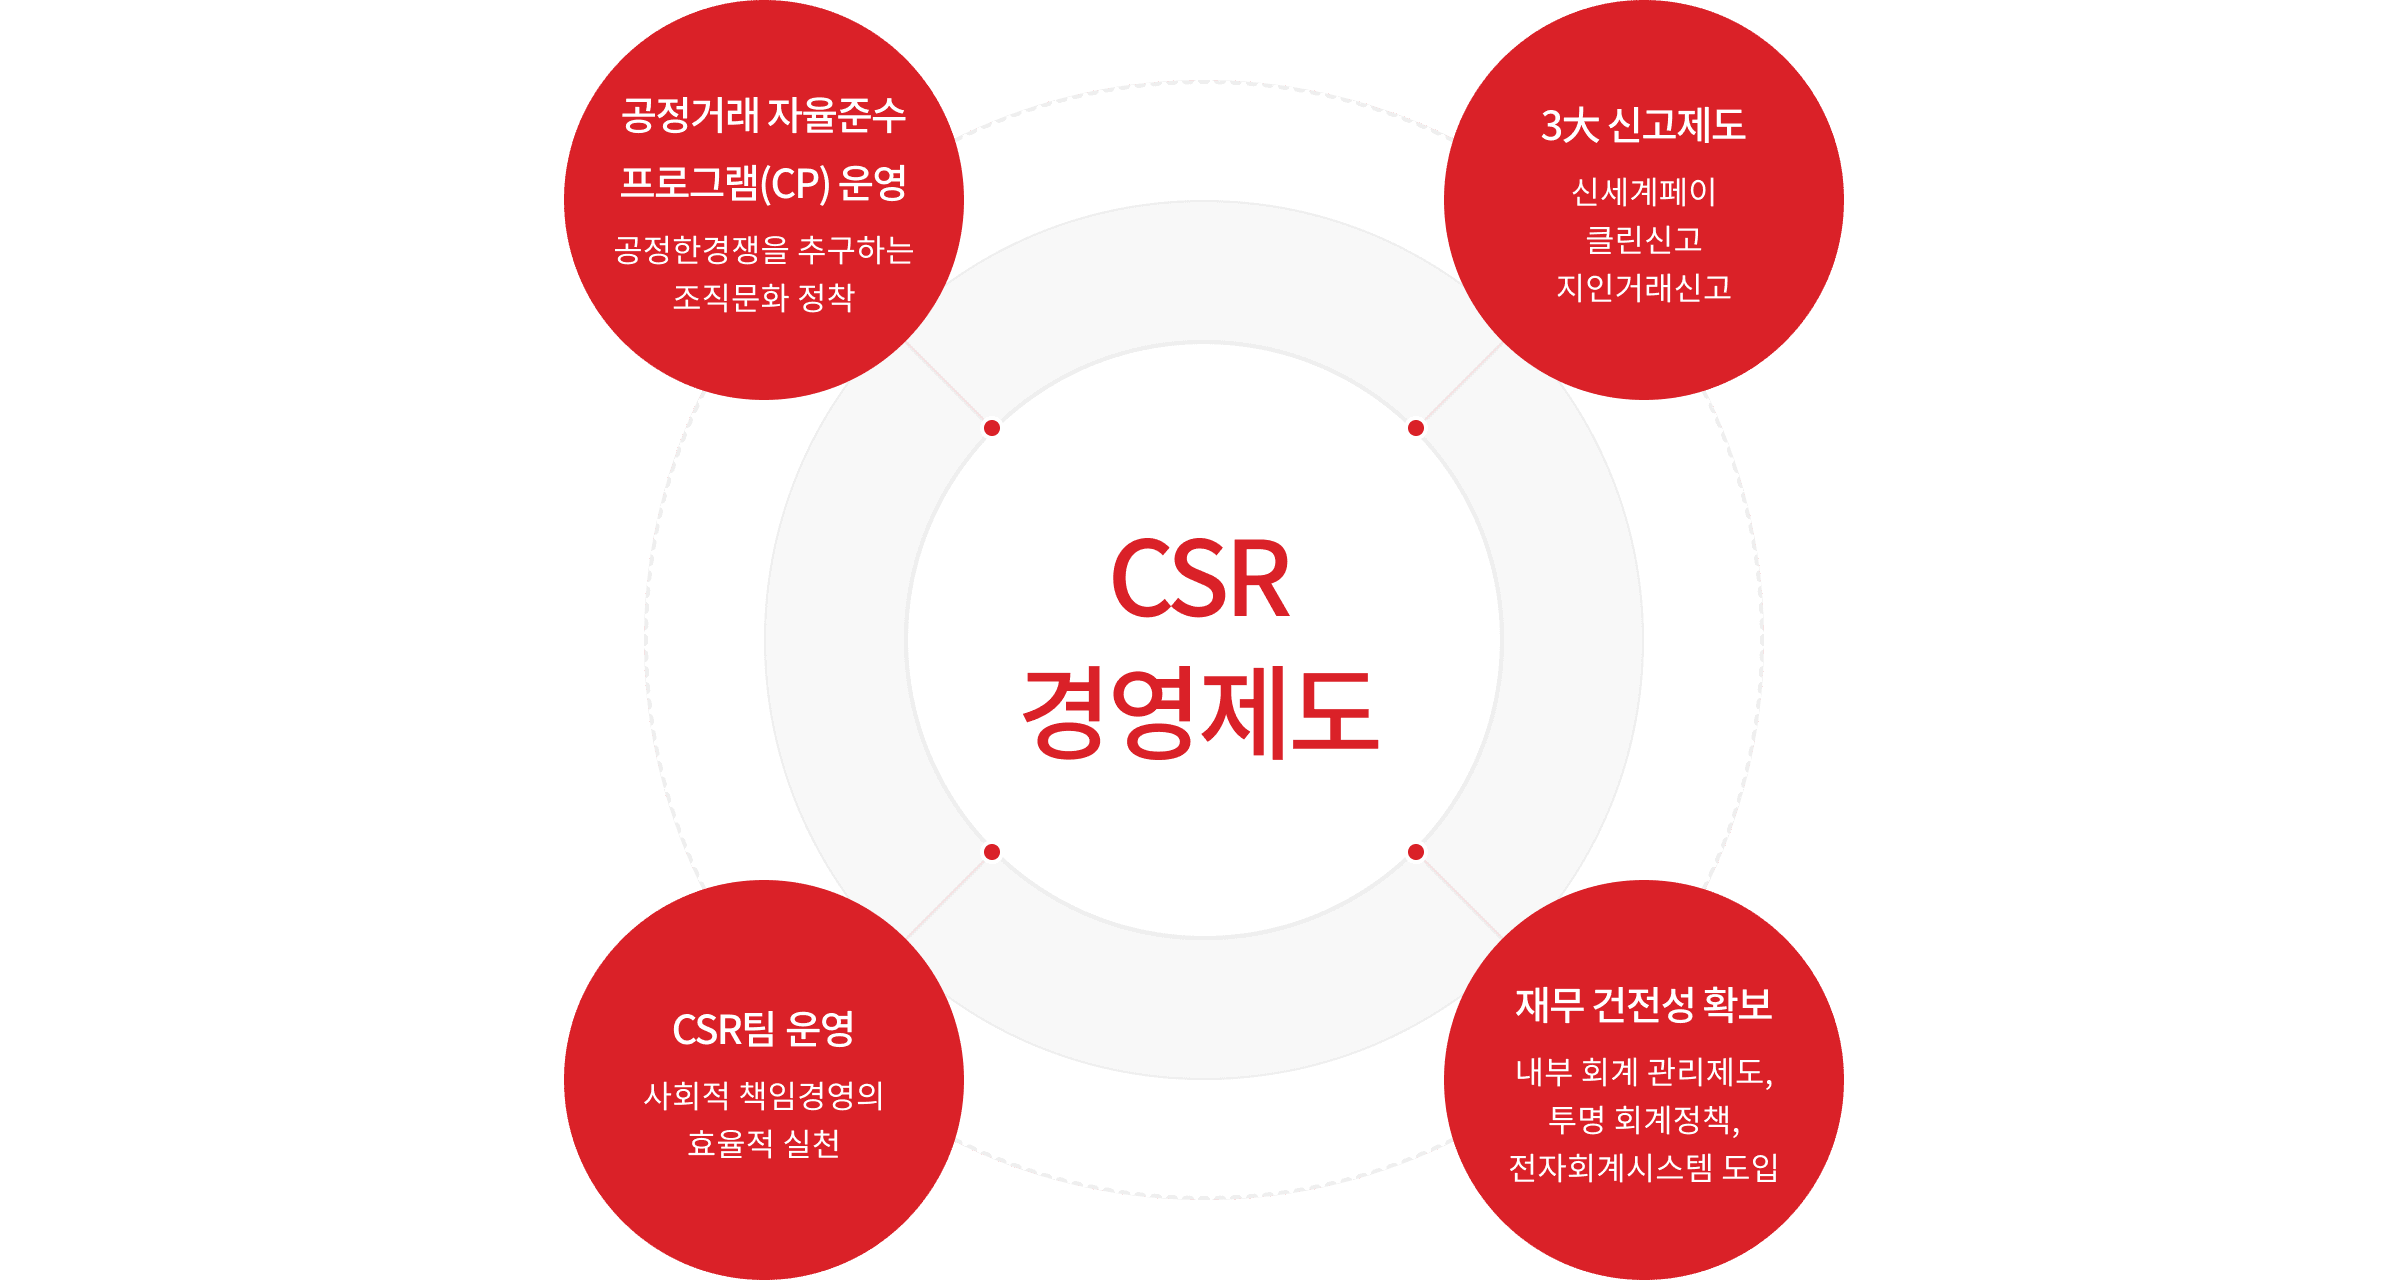 공정거래 자율준수
프로그램(CP) 운영
공정한경쟁을 추구하는
조직문화 정착
3大 신고제도
신세계페이
클린신고
지인거래신고
CSR
경영제도
CSR팀 운영
사회적 책임경영의
효율적 실천
재무 건전성 확보
내부 회계 관리제도,
투명 회계정책,
전자회계시스템 도입